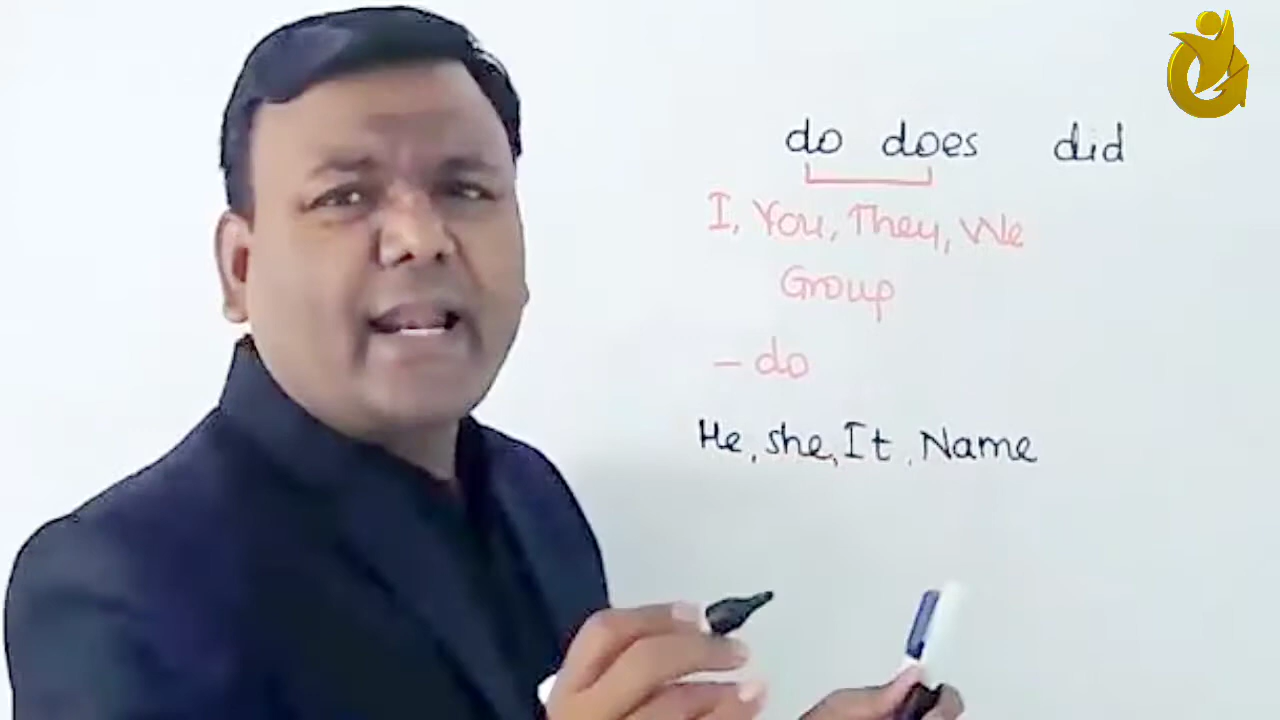 do does did
I, You, They, We
Group
– do
He, she, It, Name